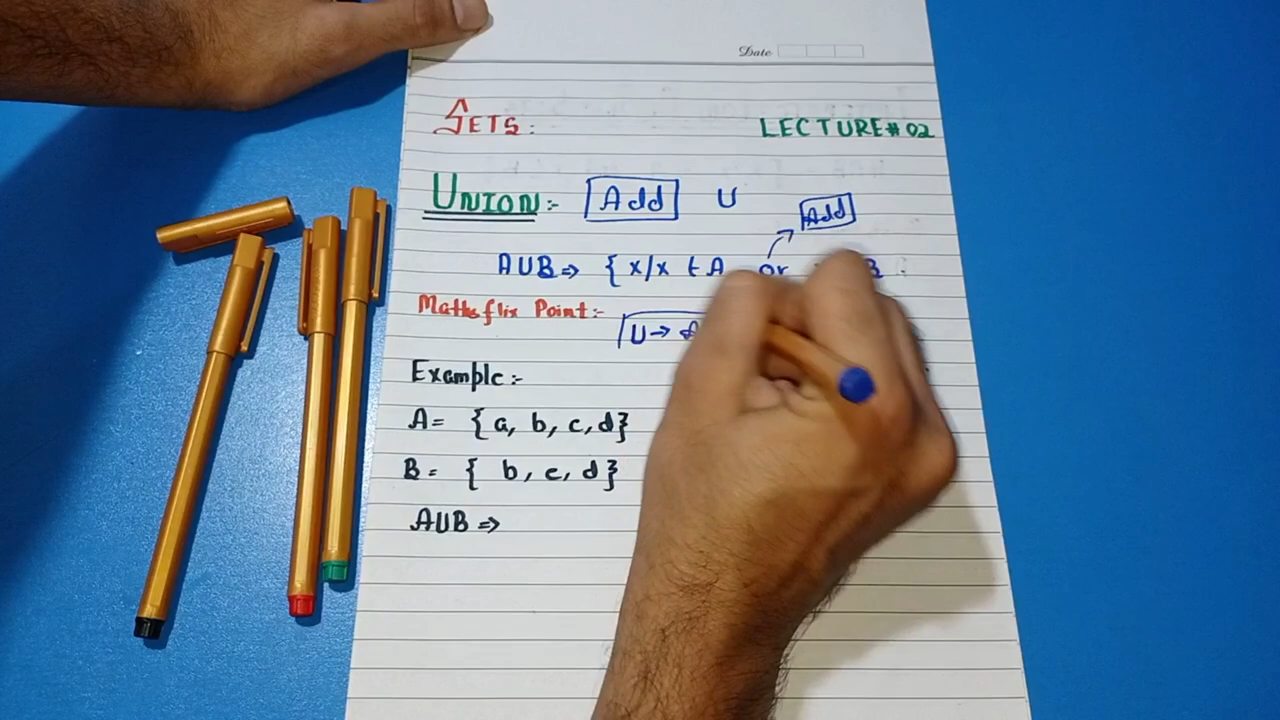 Date
SETS:
LECTURE# 02
UNION:- Add U
Add
AUB⇒ { x/x ∈ A or B
Mathsflix Point:-
U→
Example:-
A= {a, b, c, d}
B= { b, c, d}
AUB ⇒